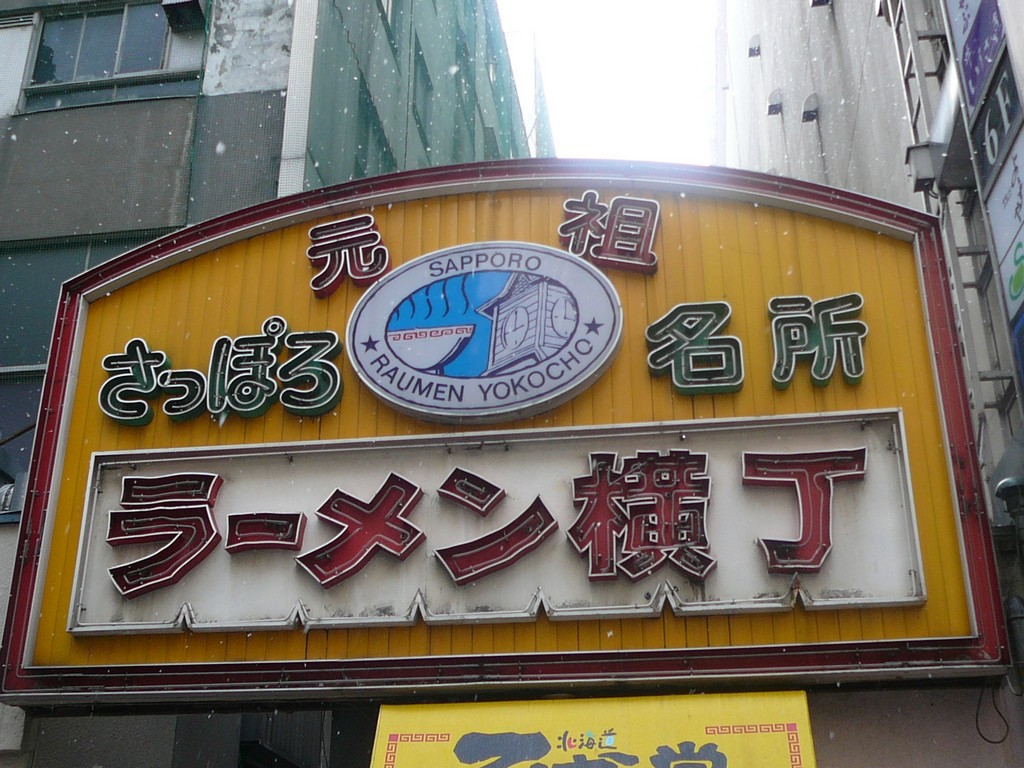 元祖
SAPPORO
RAUMEN YOKOCHO
さっぽろ 名所
ラーメン横丁
6F
北海道